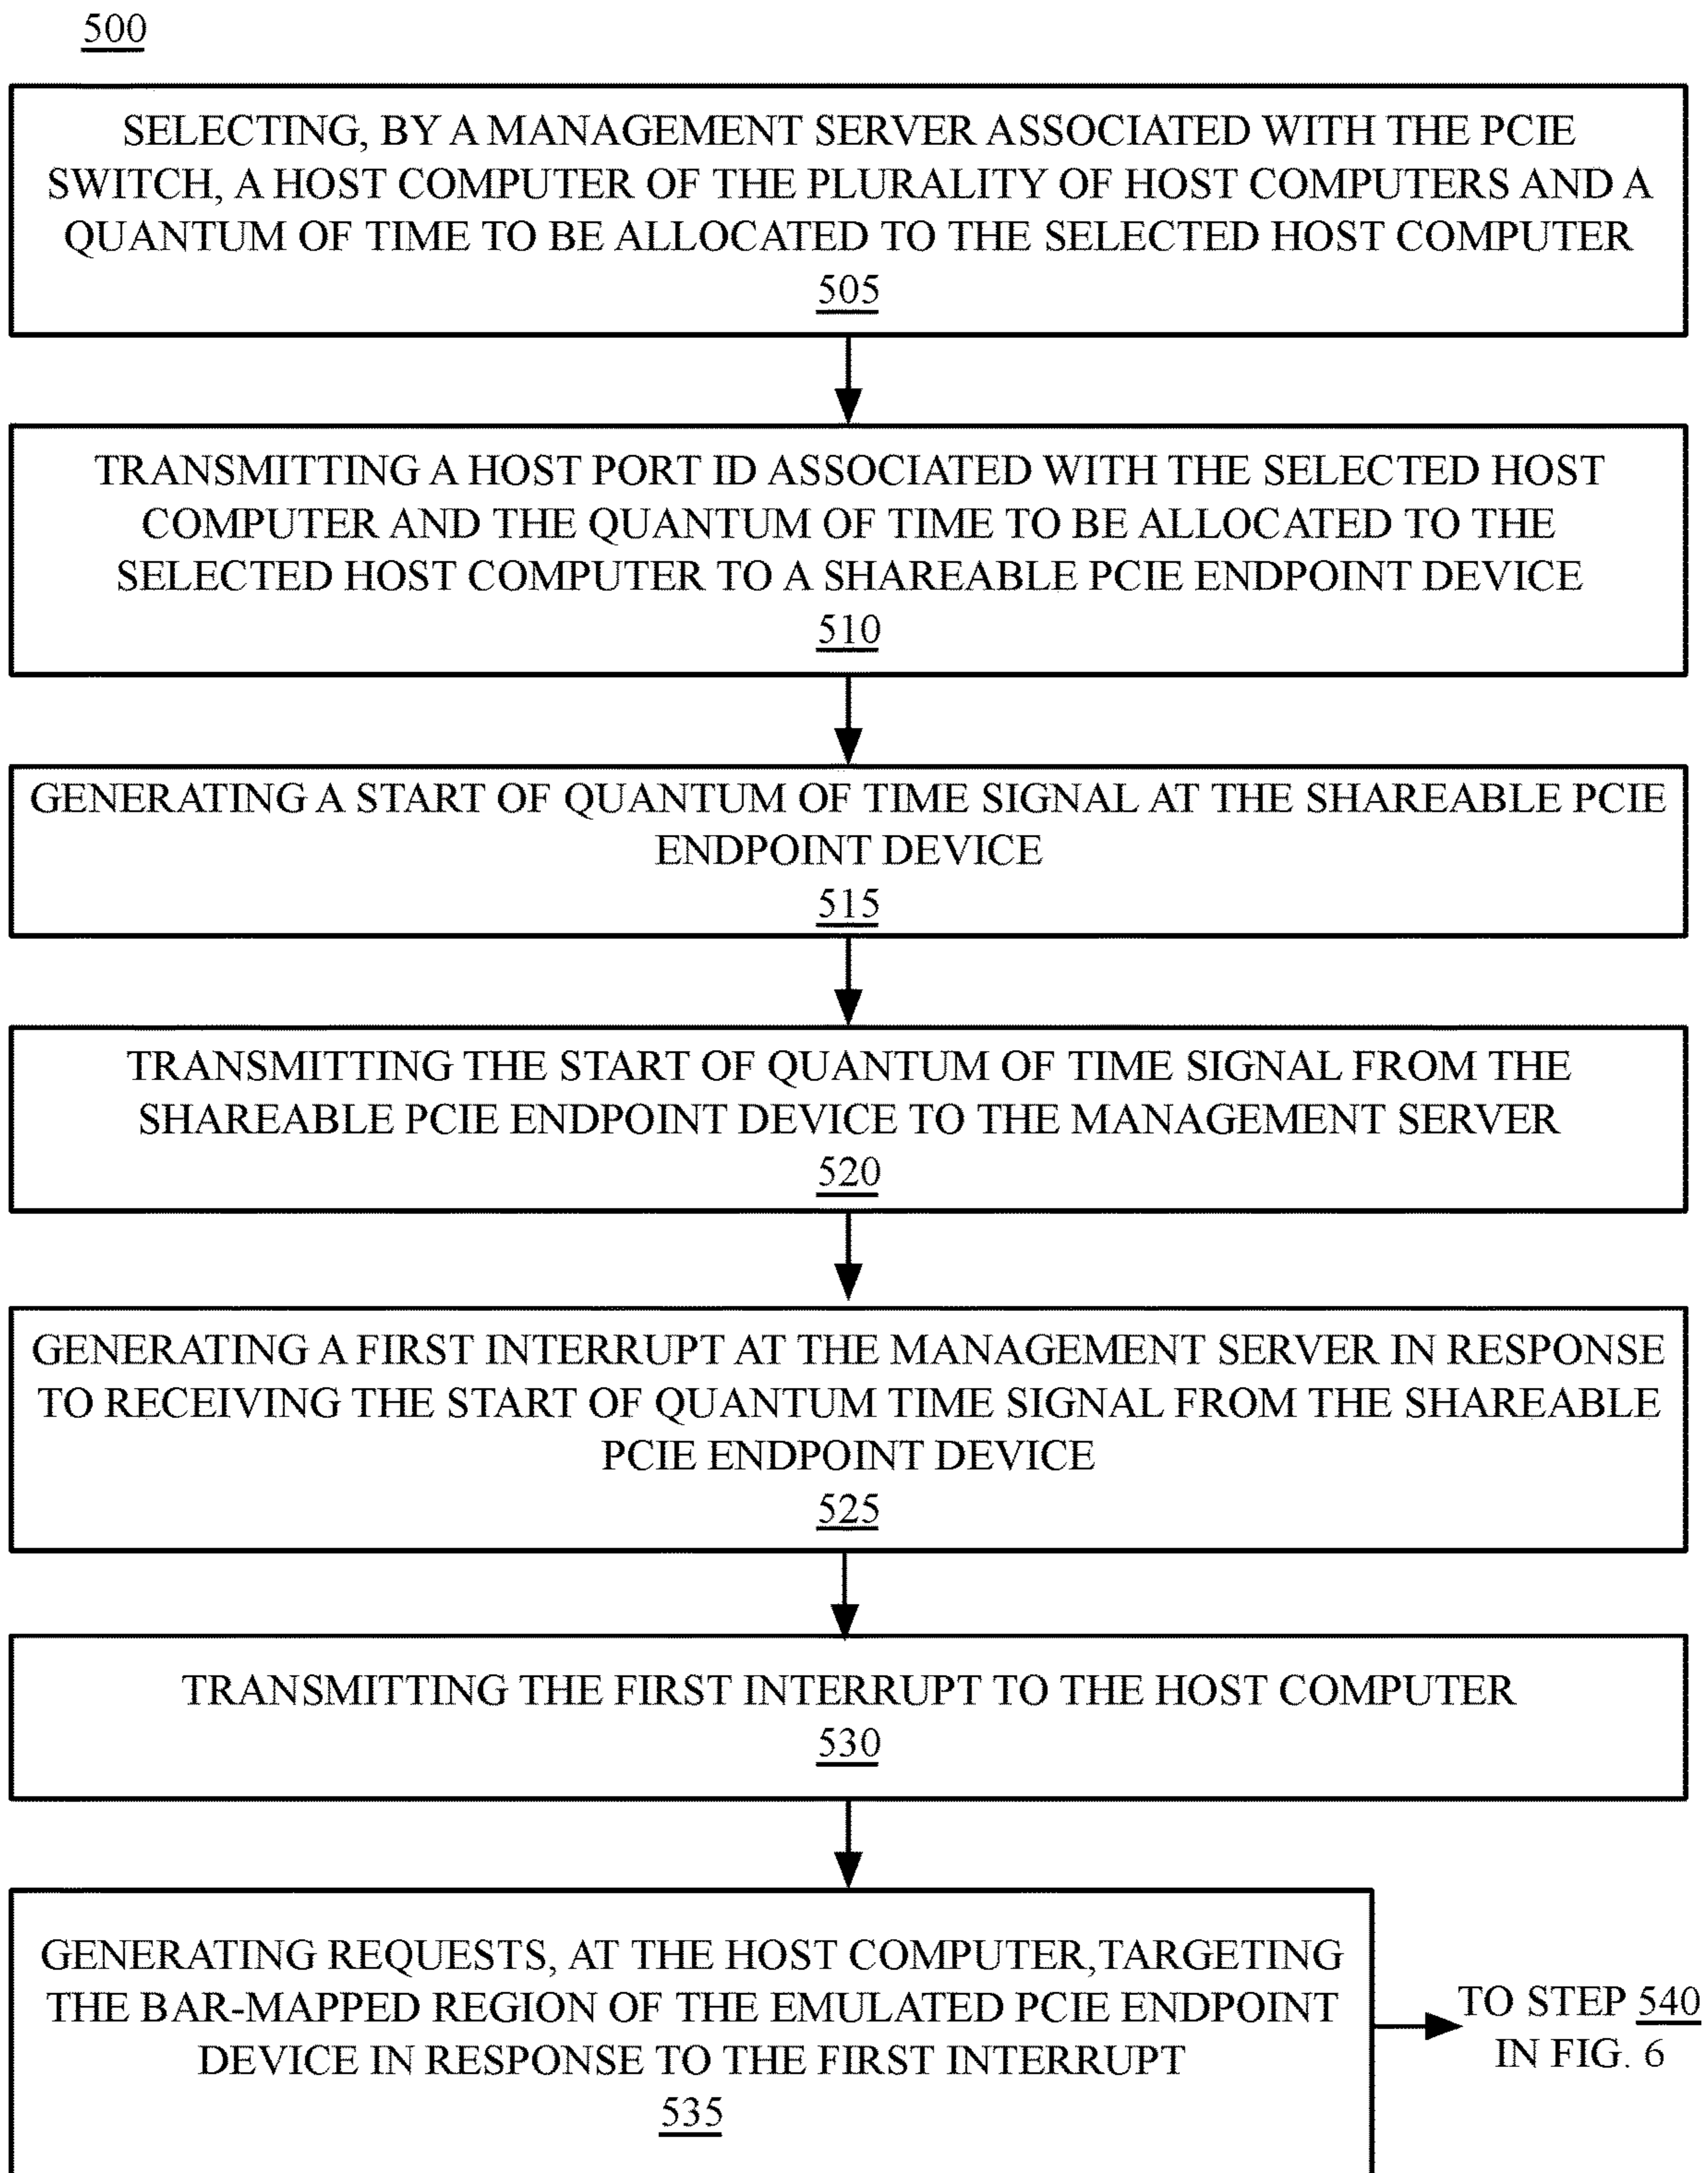 500
SELECTING, BY A MANAGEMENT SERVER ASSOCIATED WITH THE PCIE
SWITCH, A HOST COMPUTER OF THE PLURALITY OF HOST COMPUTERS AND A
QUANTUM OF TIME TO BE ALLOCATED TO THE SELECTED HOST COMPUTER
505
TRANSMITTING A HOST PORT ID ASSOCIATED WITH THE SELECTED HOST
COMPUTER AND THE QUANTUM OF TIME TO BE ALLOCATED TO THE
SELECTED HOST COMPUTER TO A SHAREABLE PCIE ENDPOINT DEVICE
510
GENERATING A START OF QUANTUM OF TIME SIGNAL AT THE SHAREABLE PCIE
ENDPOINT DEVICE
515
TRANSMITTING THE START OF QUANTUM OF TIME SIGNAL FROM THE
SHAREABLE PCIE ENDPOINT DEVICE TO THE MANAGEMENT SERVER
520
GENERATING A FIRST INTERRUPT AT THE MANAGEMENT SERVER IN RESPONSE
TO RECEIVING THE START OF QUANTUM TIME SIGNAL FROM THE SHAREABLE
PCIE ENDPOINT DEVICE
525
TRANSMITTING THE FIRST INTERRUPT TO THE HOST COMPUTER
530
GENERATING REQUESTS, AT THE HOST COMPUTER,TARGETING
THE BAR-MAPPED REGION OF THE EMULATED PCIE ENDPOINT
DEVICE IN RESPONSE TO THE FIRST INTERRUPT
535
TO STEP 540
IN FIG. 6